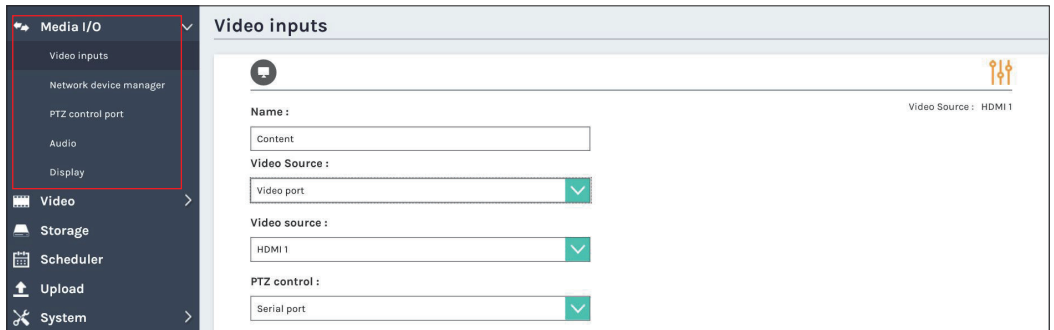 Media I/O
Video inputs
Network device manager
PTZ control port
Audio
Display
Video
Storage
Scheduler
Upload
System
Video inputs
Video Source : HDMI 1
Name :
Content
Video Source :
Video port
Video source :
HDMI 1
PTZ control :
Serial port